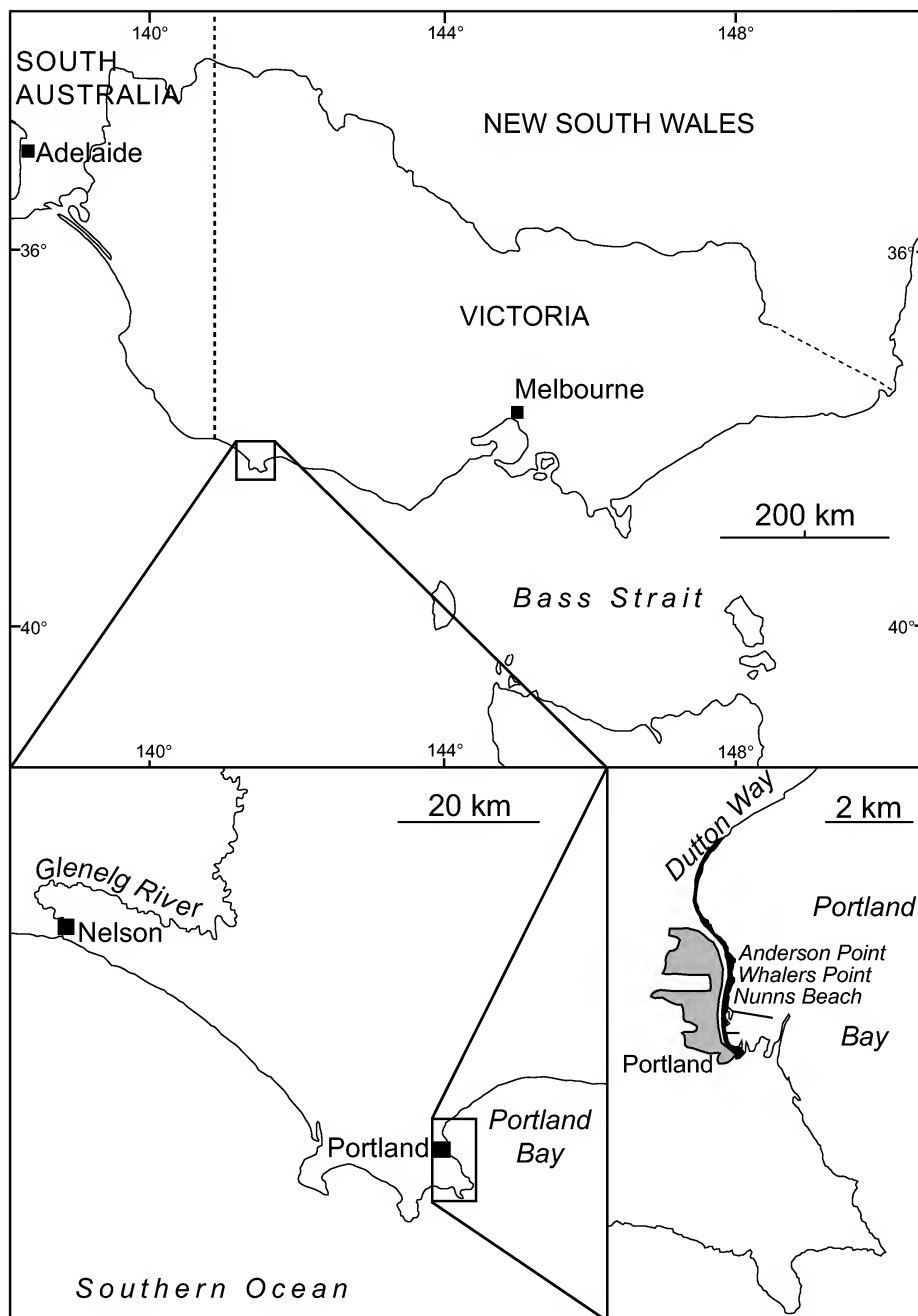 140°
144°
148°
SOUTH
AUSTRALIA
NEW SOUTH WALES
Adelaide
36°
36°
VICTORIA
Melbourne
200 km
Bass Strait
40°
40°
140°
144°
148°
20 km
Glenelg River
Nelson
Portland
Portland
Bay
Southern Ocean
2 km
Dutton Way
Portland
Anderson Point
Whalers Point
Nunns Beach
Bay
Portland